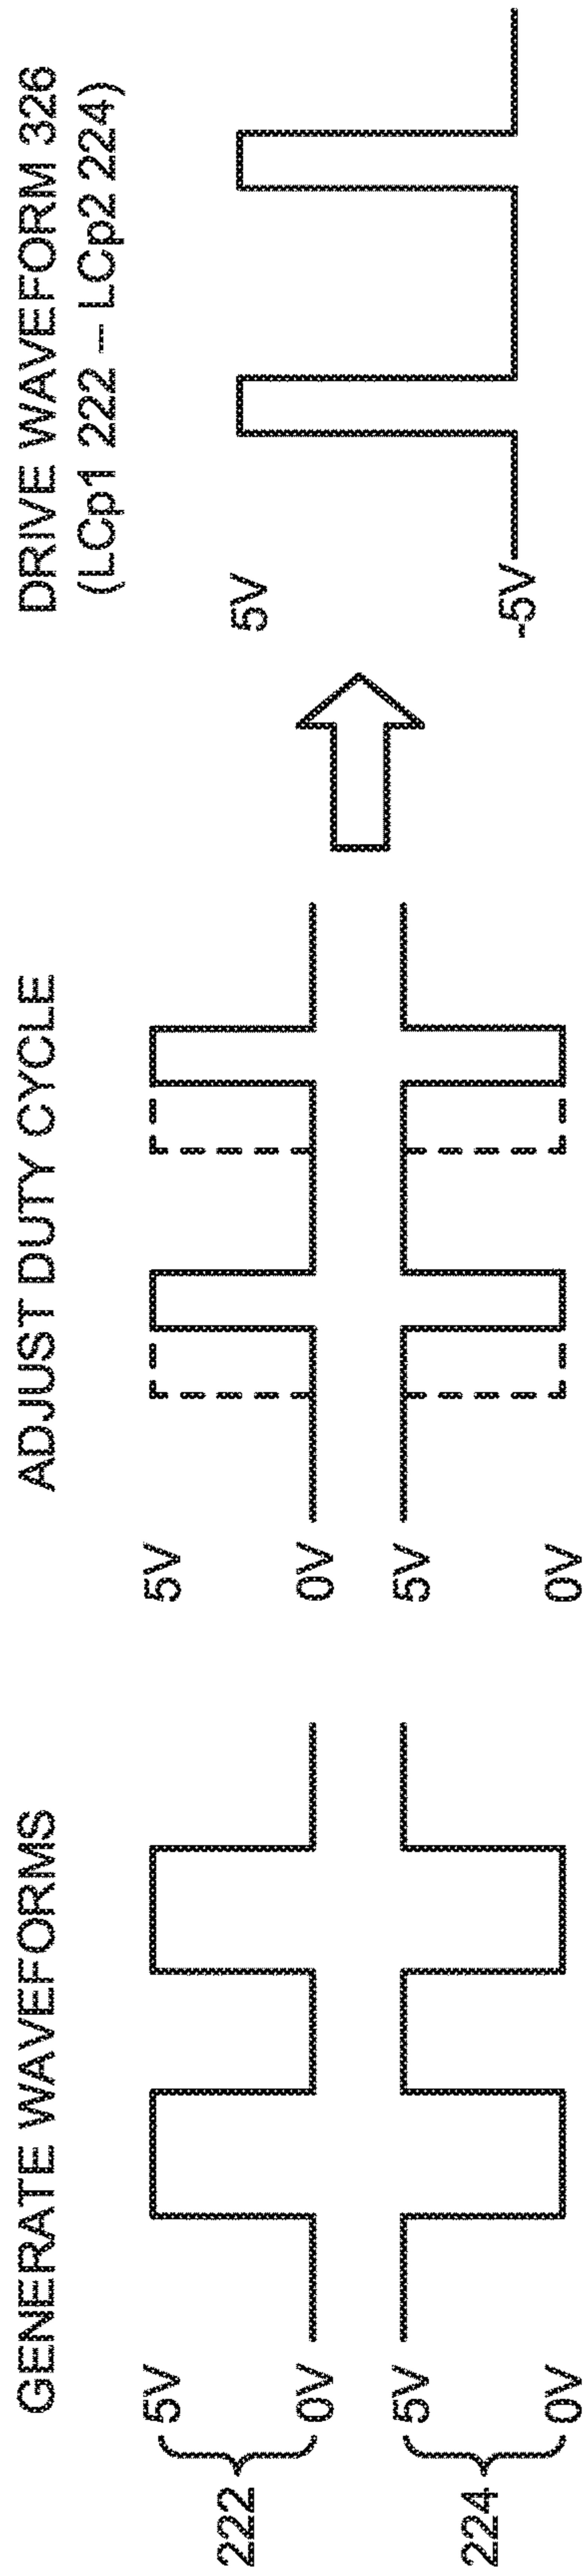 GENERATE WAVEFORMS
222
5V
0V
224
5V
0V
ADJUST DUTY CYCLE
5V
0V
5V
0V
DRIVE WAVEFORM 326
(LCp1 222 – LCp2 224)
5V
-5V